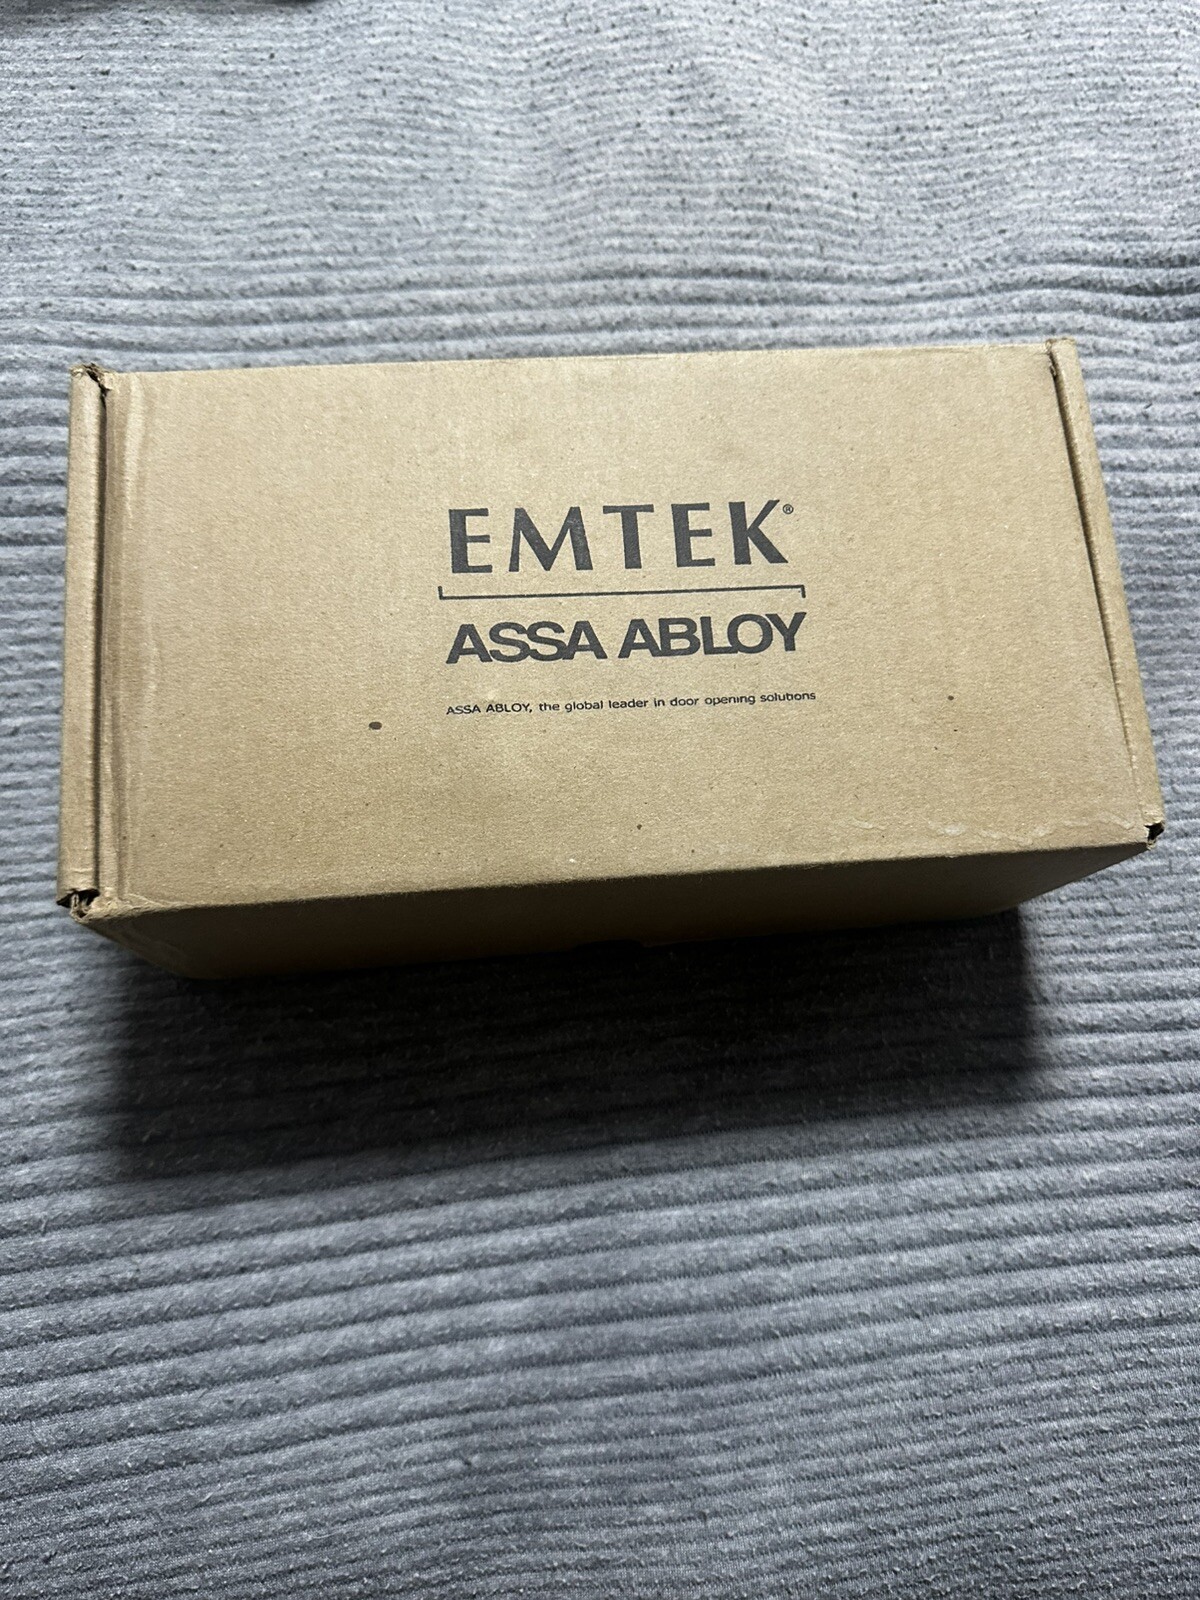 EMTEK®
ASSA ABLOY
ASSA ABLOY, the global leader in door opening solutions